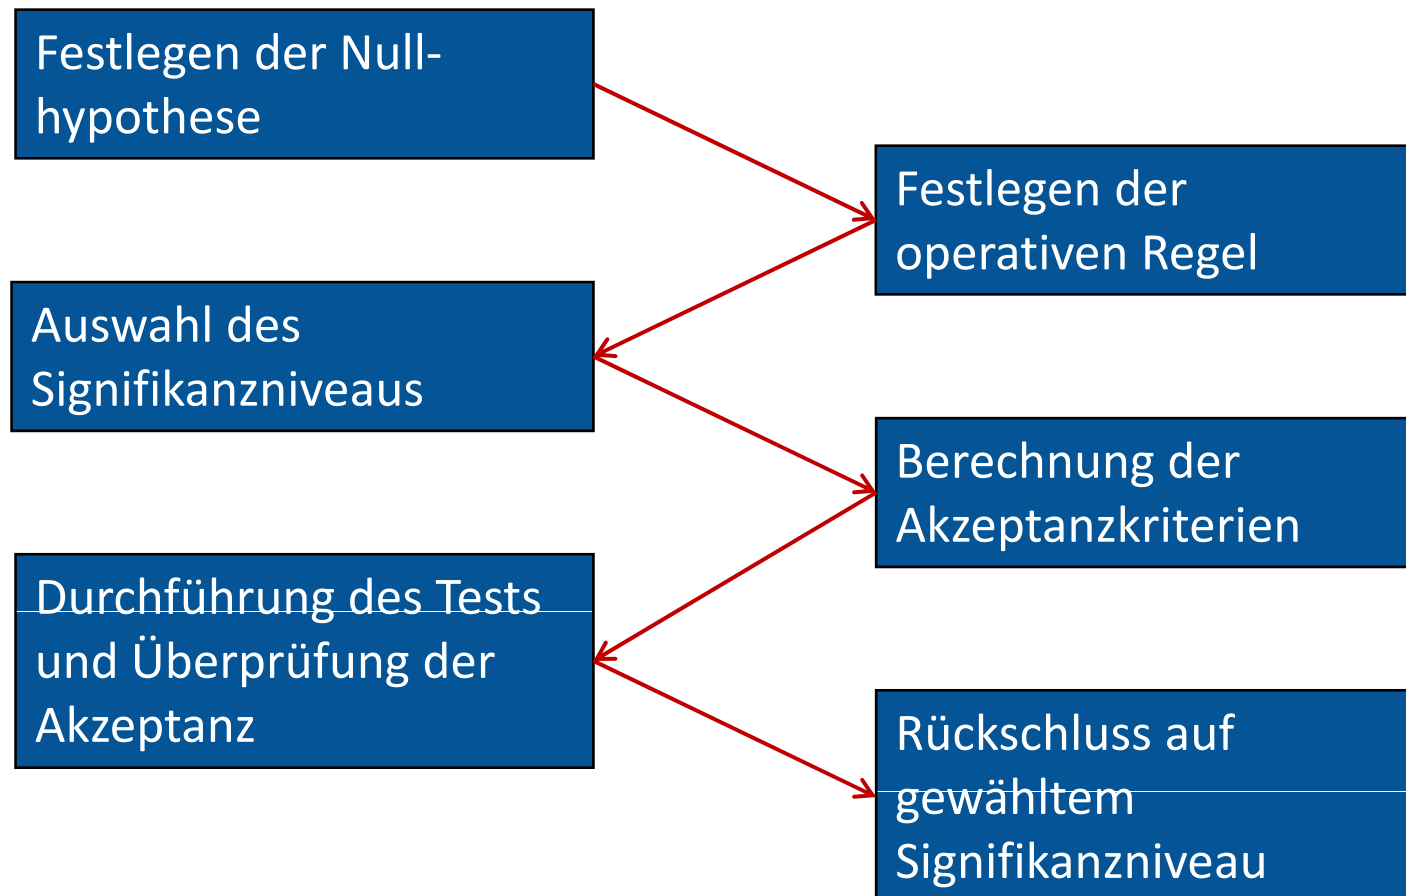 Festlegen der Null-
hypothese
Festlegen der
operativen Regel
Auswahl des
Signifikanzniveaus
Berechnung der
Akzeptanzkriterien
Durchführung des Tests
und Überprüfung der
Akzeptanz
Rückschluss auf
gewähltem
Signifikanzniveau